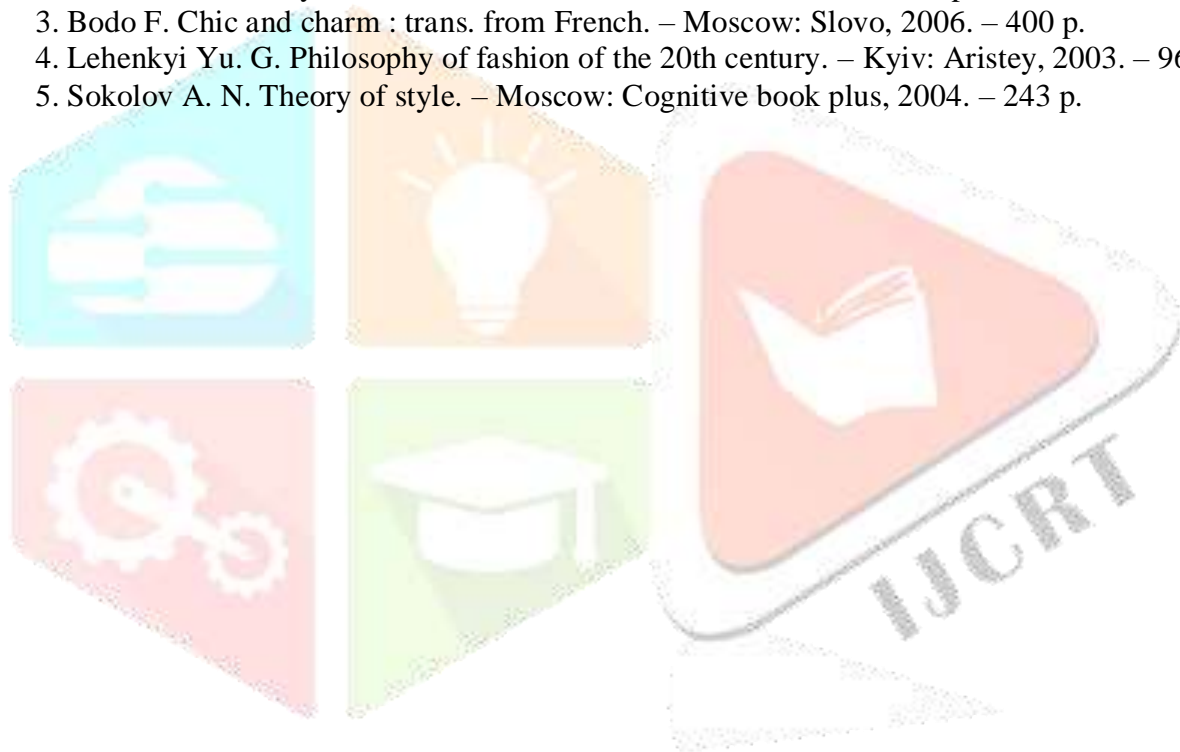 3. Bodo F. Chic and charm : trans. from French. – Moscow: Slovo, 2006. – 400 p.
4. Lehenkyi Yu. G. Philosophy of fashion of the 20th century. – Kyiv: Aristey, 2003. –
5. Sokolov A. N. Theory of style. – Moscow: Cognitive book plus, 2004. – 243 p.
IJCRT